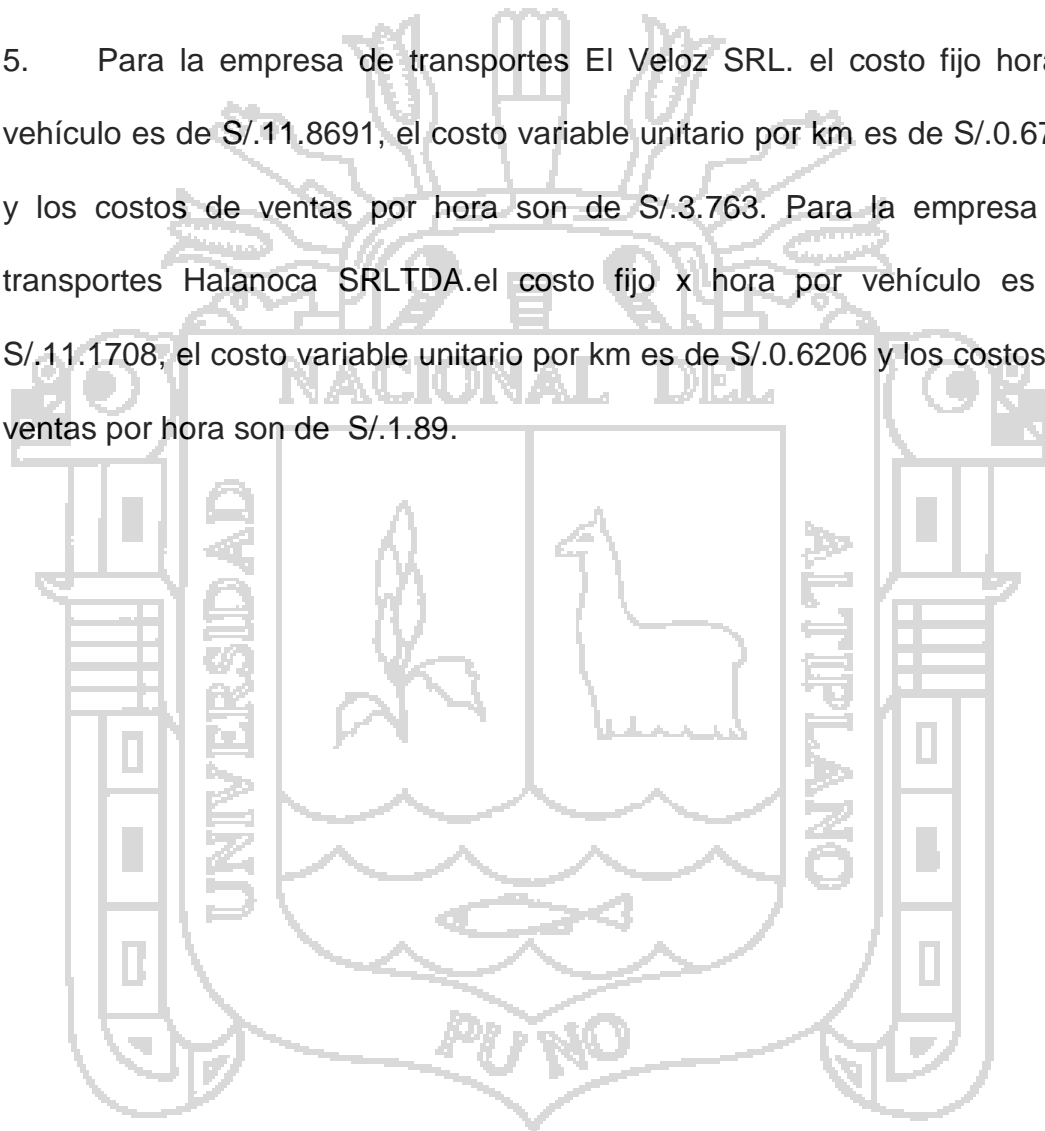 5. Para la empresa de transportes El Veloz SRL. el costo fijo hora
vehículo es de S/.11.8691, el costo variable unitario por km es de S/.0.67
y los costos de ventas por hora son de S/.3.763. Para la empresa
transportes Halanoca SRLTDA.el costo fijo x hora por vehículo es
S/.11.1708, el costo variable unitario por km es de S/.0.6206 y los costos
ventas por hora son de S/.1.89.
NACIONAL DEL
UNIVERSIDAD
ALTIPLANO
PUNO